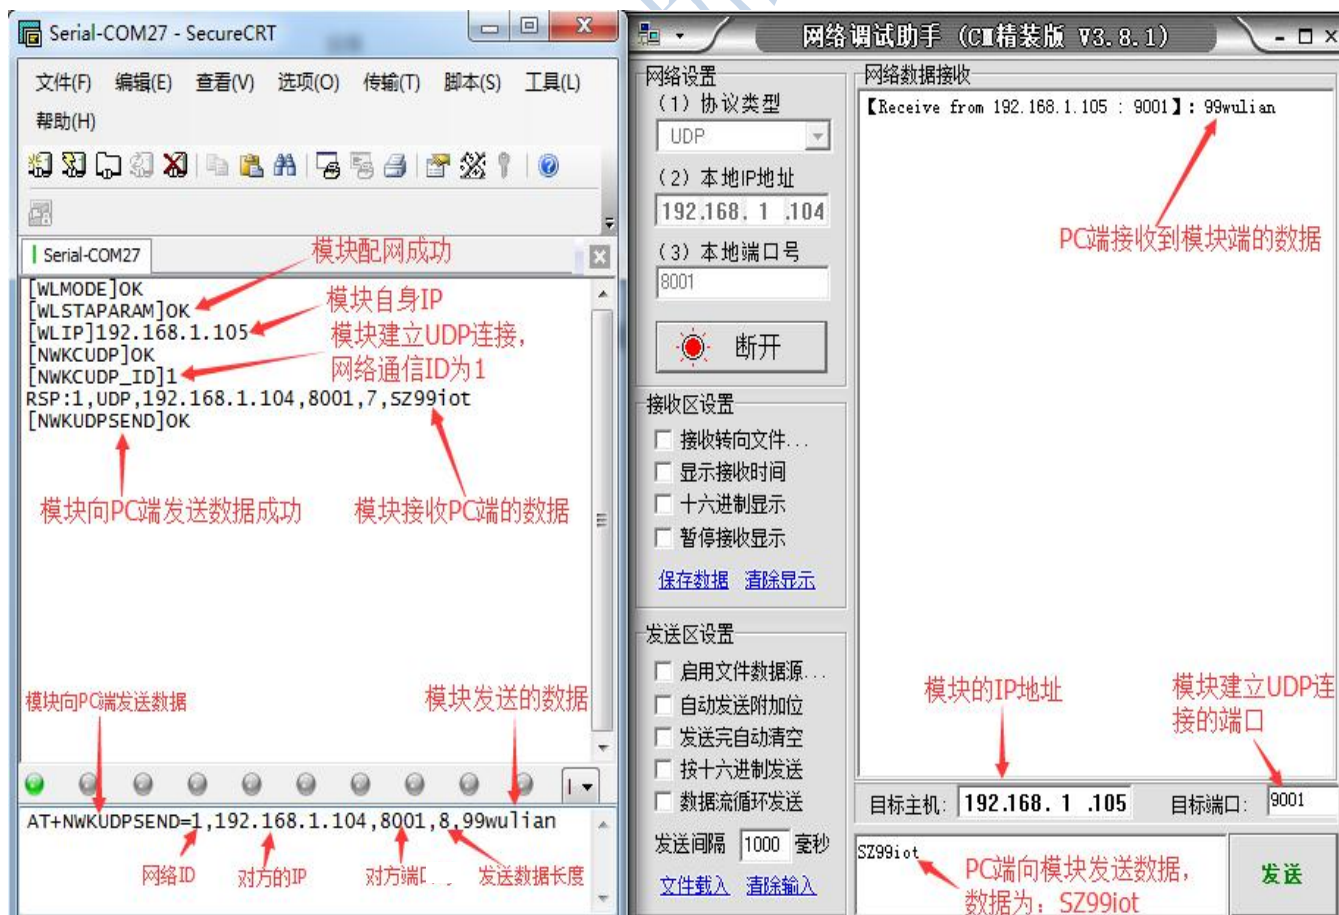 Serial-COM27 - SecureCRT
文件(F) 编辑(E) 查看(V) 选项(O) 传输(T) 脚本(S) 工具(L)
帮助(H)
Serial-COM27
模块配网成功
[WLMODE]OK
[WLSTAPARAM]OK
模块自身IP
[WLIP]192.168.1.105
模块建立UDP连接，
[NWKCUDP]OK
网络通信ID为1
[NWKCUDP_ID]1
RSP:1,UDP,192.168.1.104,8001,7,SZ99iot
[NWKUDPSEND]OK
模块向PC端发送数据成功
模块接收PC端的数据
模块向PC端发送数据
模块发送的数据
AT+NWKUDPSEND=1,192.168.1.104,8001,8,99wulian
网络ID
对方的IP
对方端
发送数据长度
网络调试助手 (CⅢ精装版 V3.8.1)
网络设置
(1) 协议类型
UDP
(2) 本地IP地址
192.168. 1 .104
(3) 本地端口号
8001
断开
接收区设置
接收转向文件...
显示接收时间
十六进制显示
暂停接收显示
保存数据 清除显示
发送区设置
启用文件数据源...
自动发送附加位
发送完自动清空
按十六进制发送
数据流循环发送
发送间隔 1000 毫秒
文件载入 清除输入
网络数据接收
【Receive from 192.168.1.105 : 9001】: 99wulian
PC端接收到模块端的数据
模块的IP地址
模块建立UDP连
接的端口
目标主机: 192.168. 1 .105 目标端口: 9001
SZ99iot
PC端向模块发送数据，
数据为：SZ99iot
发送